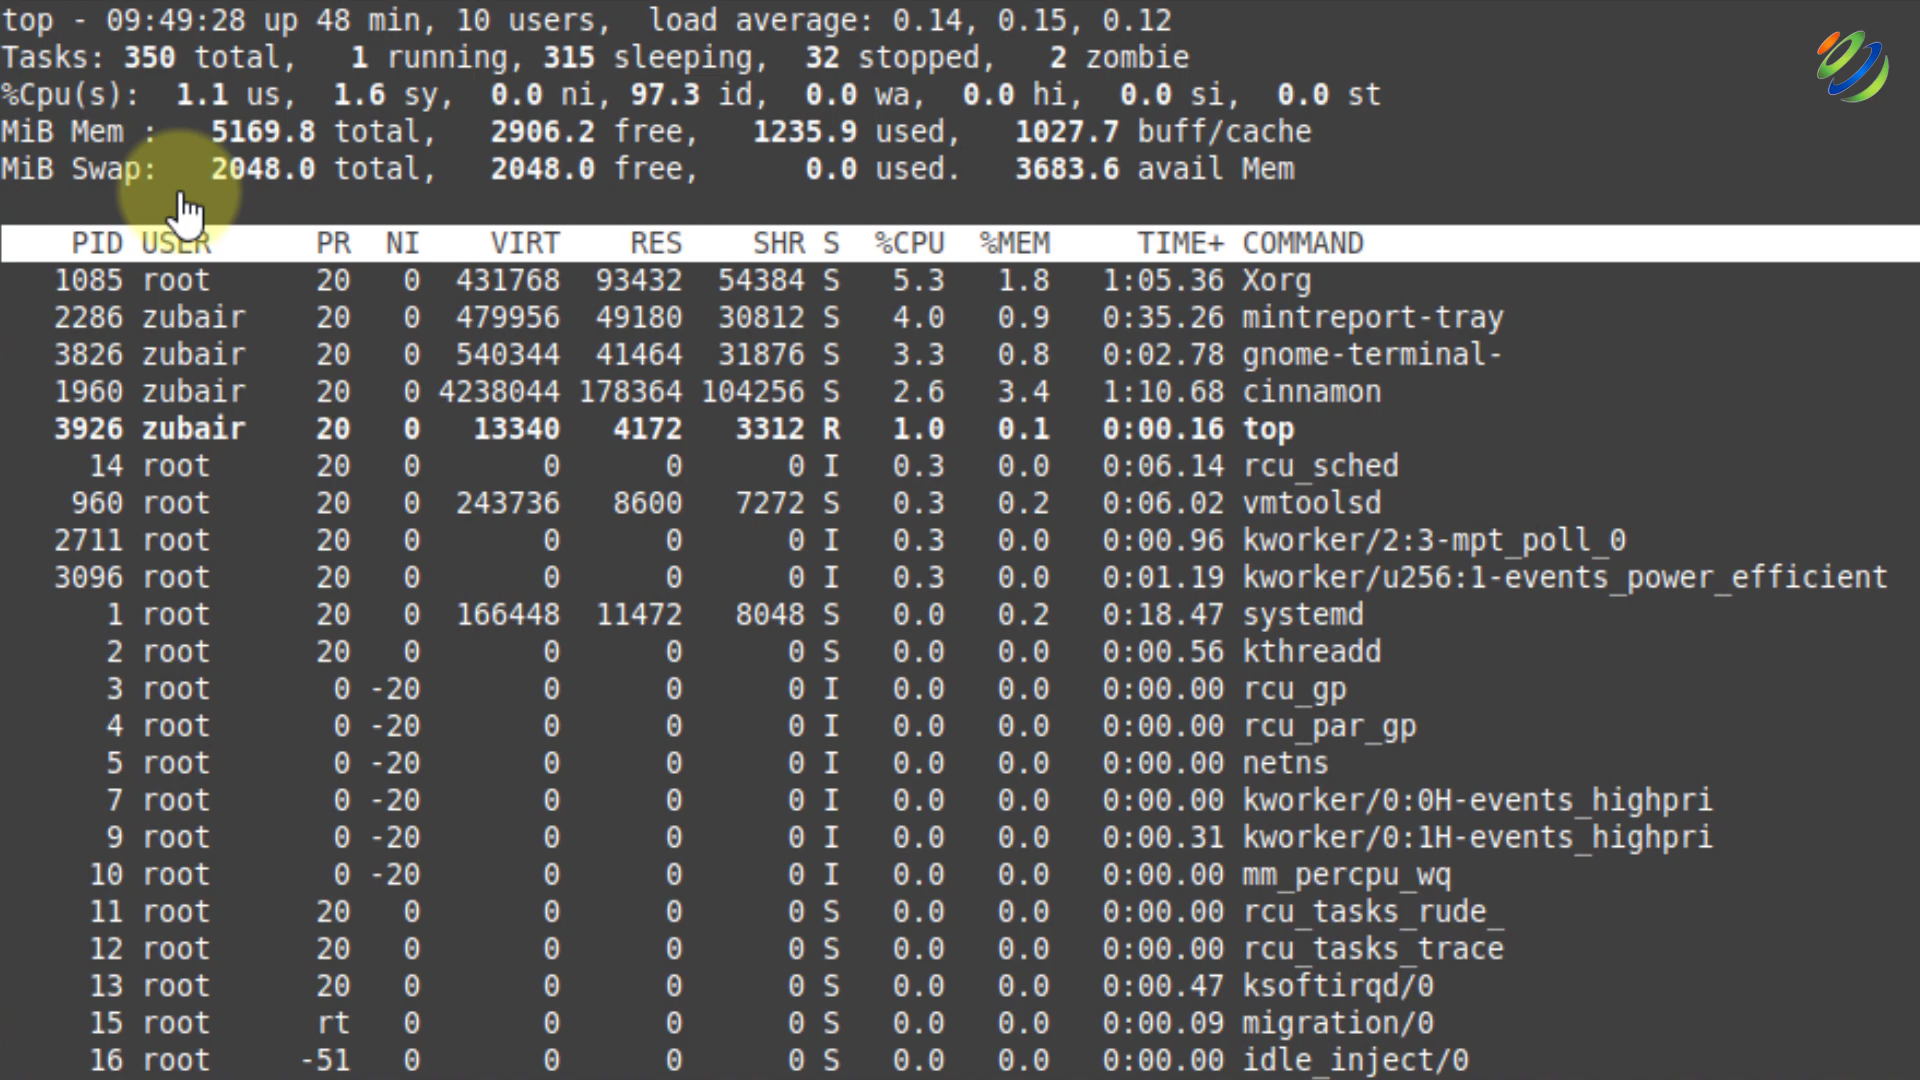 top - 09:49:28 up 48 min, 10 users,  load average: 0.14, 0.15, 0.12
Tasks: 350 total,   1 running, 315 sleeping,  32 stopped,   2 zombie
%Cpu(s):  1.1 us,  1.6 sy,  0.0 ni, 97.3 id,  0.0 wa,  0.0 hi,  0.0 si,  0.0 st
MiB Mem :   5169.8 total,   2906.2 free,   1235.9 used,   1027.7 buff/cache
MiB Swap:   2048.0 total,   2048.0 free,      0.0 used.   3683.6 avail Mem
PID USER      PR  NI    VIRT    RES    SHR S  %CPU  %MEM     TIME+ COMMAND
1085 root      20   0  431768  93432  54384 S   5.3   1.8   1:05.36 Xorg
2286 zubair    20   0  479956  49180  30812 S   4.0   0.9   0:35.26 mintreport-tray
3826 zubair    20   0  540344  41464  31876 S   3.3   0.8   0:02.78 gnome-terminal-
1960 zubair    20   0 4238044 178364 104256 S   2.6   3.4   1:10.68 cinnamon
3926 zubair    20   0   13340   4172   3312 R   1.0   0.1   0:00.16 top
14 root      20   0       0      0      0 I   0.3   0.0   0:06.14 rcu_sched
960 root      20   0  243736   8600   7272 S   0.3   0.2   0:06.02 vmtoolsd
2711 root      20   0       0      0      0 I   0.3   0.0   0:00.96 kworker/2:3-mpt_poll_0
3096 root      20   0       0      0      0 I   0.3   0.0   0:01.19 kworker/u256:1-events_power_efficient
1 root      20   0  166448  11472   8048 S   0.0   0.2   0:18.47 systemd
2 root      20   0       0      0      0 S   0.0   0.0   0:00.56 kthreadd
3 root       0 -20       0      0      0 I   0.0   0.0   0:00.00 rcu_gp
4 root       0 -20       0      0      0 I   0.0   0.0   0:00.00 rcu_par_gp
5 root       0 -20       0      0      0 I   0.0   0.0   0:00.00 netns
7 root       0 -20       0      0      0 I   0.0   0.0   0:00.00 kworker/0:0H-events_highpri
9 root       0 -20       0      0      0 I   0.0   0.0   0:00.31 kworker/0:1H-events_highpri
10 root       0 -20       0      0      0 I   0.0   0.0   0:00.00 mm_percpu_wq
11 root      20   0       0      0      0 S   0.0   0.0   0:00.00 rcu_tasks_rude_
12 root      20   0       0      0      0 S   0.0   0.0   0:00.00 rcu_tasks_trace
13 root      20   0       0      0      0 S   0.0   0.0   0:00.47 ksoftirqd/0
15 root      rt   0       0      0      0 S   0.0   0.0   0:00.09 migration/0
16 root     -51   0       0      0      0 S   0.0   0.0   0:00.00 idle_inject/0